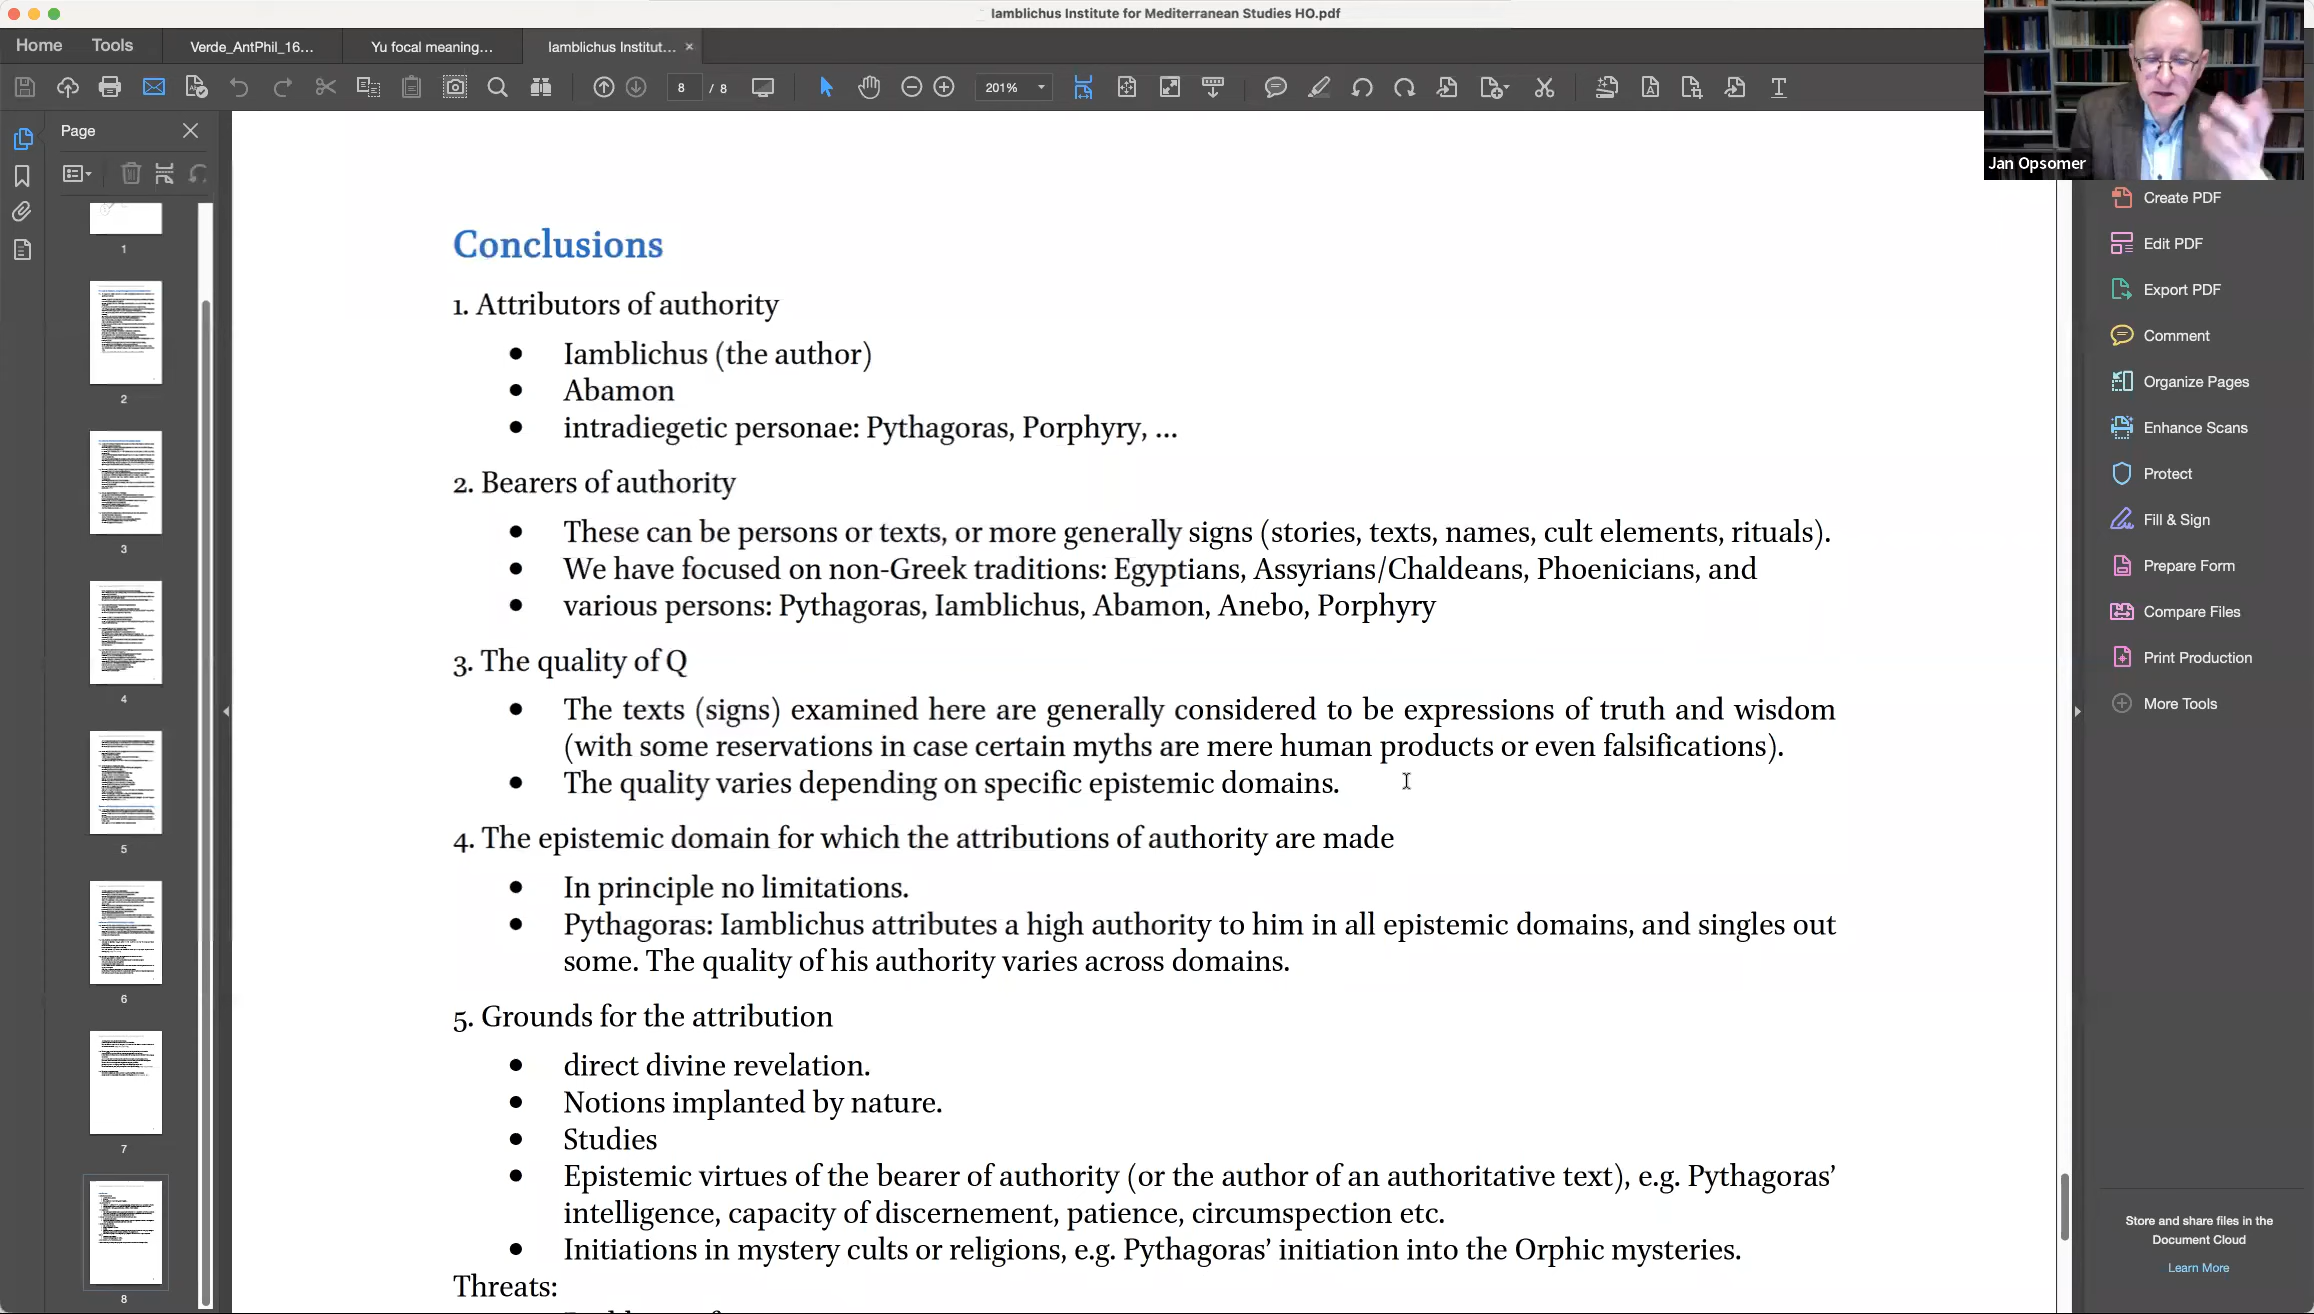 Iamblichus Institute for Mediterranean Studies HO.pdf
Home
Tools
Verde_AntPhil_16...
Yu focal meaning...
Iamblichus Institut...
8
/ 8
201%
Page
Jan Opsomer
1
2
3
4
5
6
7
8
Conclusions
1. Attributors of authority
• Iamblichus (the author)
• Abamon
• intradiegetic personae: Pythagoras, Porphyry, ...
2. Bearers of authority
• These can be persons or texts, or more generally signs (stories, texts, names, cult elements, rituals).
• We have focused on non-Greek traditions: Egyptians, Assyrians/Chaldeans, Phoenicians, and
• various persons: Pythagoras, Iamblichus, Abamon, Anebo, Porphyry
3. The quality of Q
• The texts (signs) examined here are generally considered to be expressions of truth and wisdom
(with some reservations in case certain myths are mere human products or even falsifications).
• The quality varies depending on specific epistemic domains.
4. The epistemic domain for which the attributions of authority are made
• In principle no limitations.
• Pythagoras: Iamblichus attributes a high authority to him in all epistemic domains, and singles out
some. The quality of his authority varies across domains.
5. Grounds for the attribution
• direct divine revelation.
• Notions implanted by nature.
• Studies
• Epistemic virtues of the bearer of authority (or the author of an authoritative text), e.g. Pythagoras’
intelligence, capacity of discernement, patience, circumspection etc.
• Initiations in mystery cults or religions, e.g. Pythagoras’ initiation into the Orphic mysteries.
Threats:
Create PDF
Edit PDF
Export PDF
Comment
Organize Pages
Enhance Scans
Protect
Fill & Sign
Prepare Form
Compare Files
Print Production
More Tools
Store and share files in the
Document Cloud
Learn More